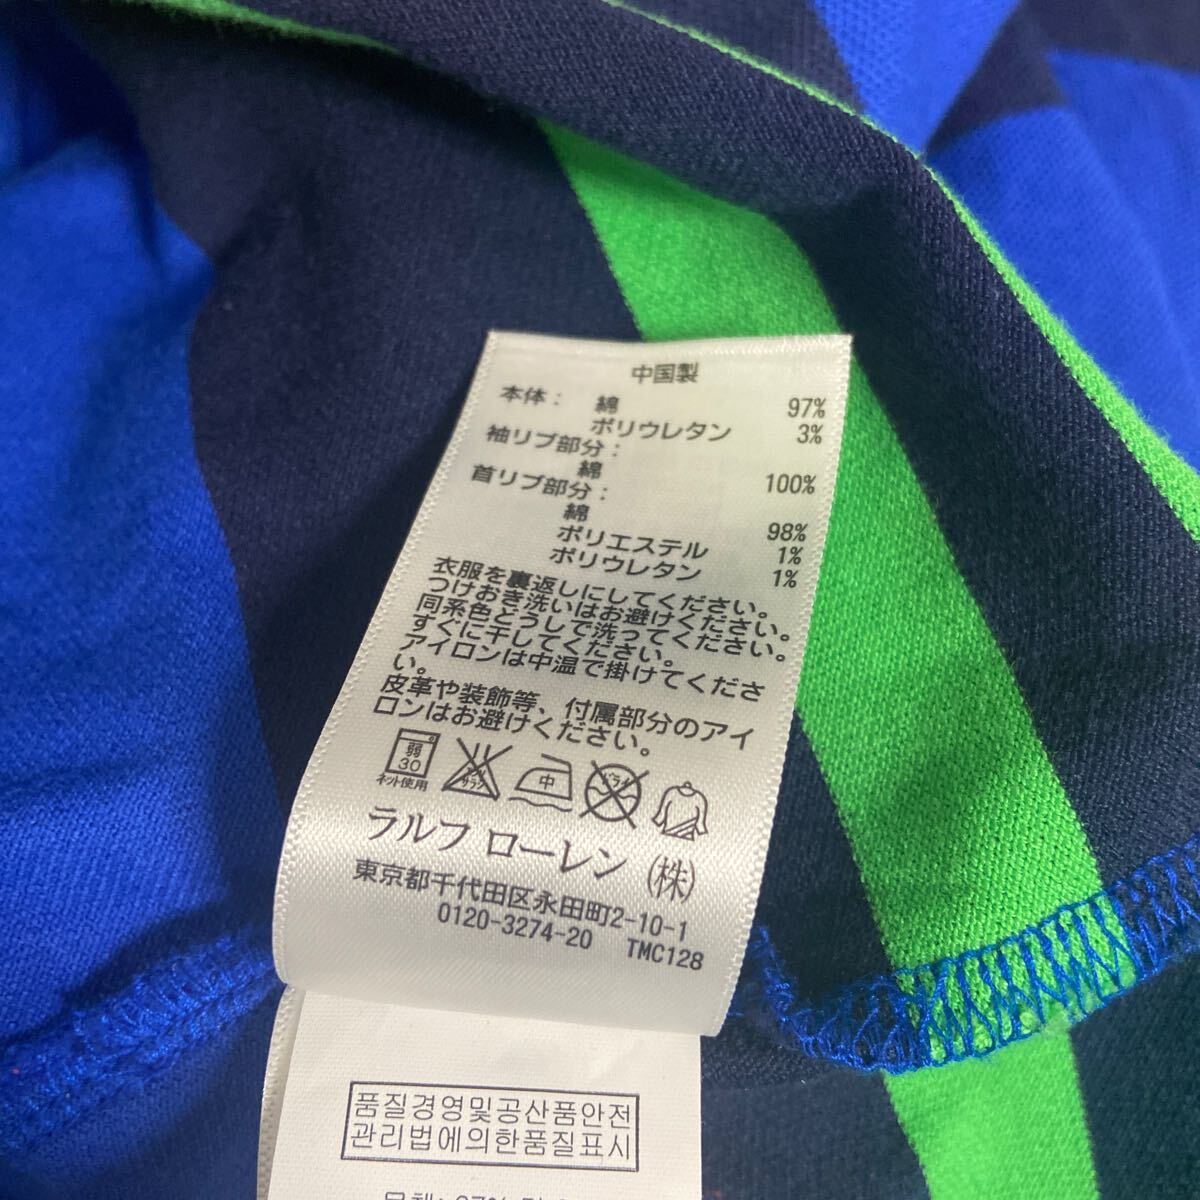 中国製
本体： 綿 97%
ポリウレタン 3%
袖リブ部分：
綿 100%
首リブ部分：
綿 98%
ポリエステル 1%
ポリウレタン 1%
衣服を裏返しにしてください。
つけおき洗いはお避けください。
同系色どうしで洗ってください。
すぐに干してください。
アイロンは中温で掛けてくださ
い。
皮革や装飾等、付属部分のアイ
ロンはお避けください。
弱
30
ネット使用
エンソ
サラシ
中
ドライ
ラルフ ローレン (株)
東京都千代田区永田町2-10-1
0120-3274-20 TMC128
품질경영및공산품안전
관리법에의한품질표시